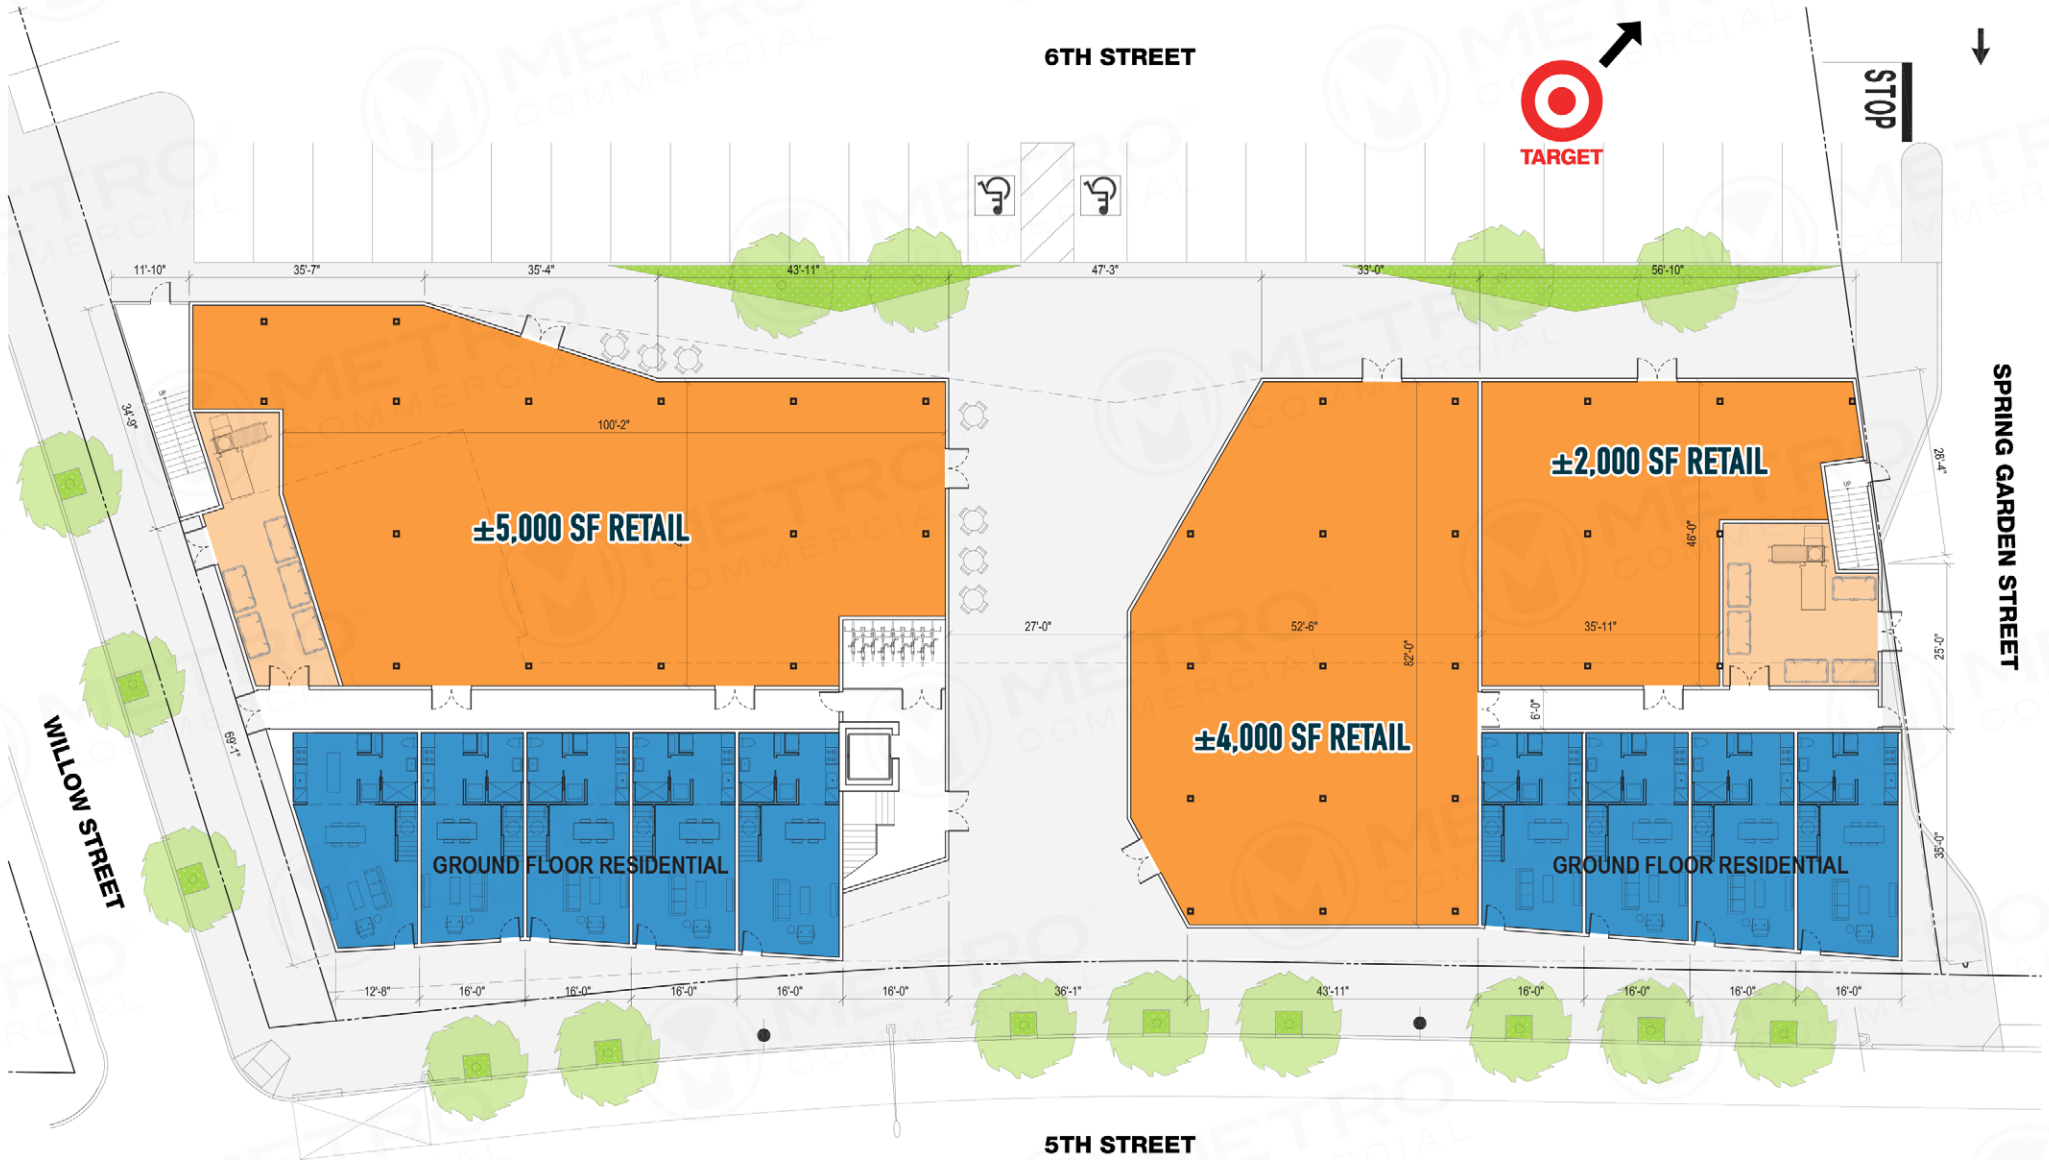 6TH STREET
STOP
TARGET
11'-10"
35'-7"
35'-4"
43'-11"
47'-3"
33'-0"
56'-10"
34'-9"
100'-2"
±5,000 SF RETAIL
±2,000 SF RETAIL
46'-0"
28'-4"
SPRING GARDEN STREET
27'-0"
52'-6"
82'-0"
35'-11"
25'-0"
6'-0"
±4,000 SF RETAIL
WILLOW STREET
69'-1"
GROUND FLOOR RESIDENTIAL
GROUND FLOOR RESIDENTIAL
35'-0"
12'-8"
16'-0"
16'-0"
16'-0"
16'-0"
16'-0"
36'-1"
43'-11"
16'-0"
16'-0"
16'-0"
16'-0"
5TH STREET
METRO
COMMERCIAL